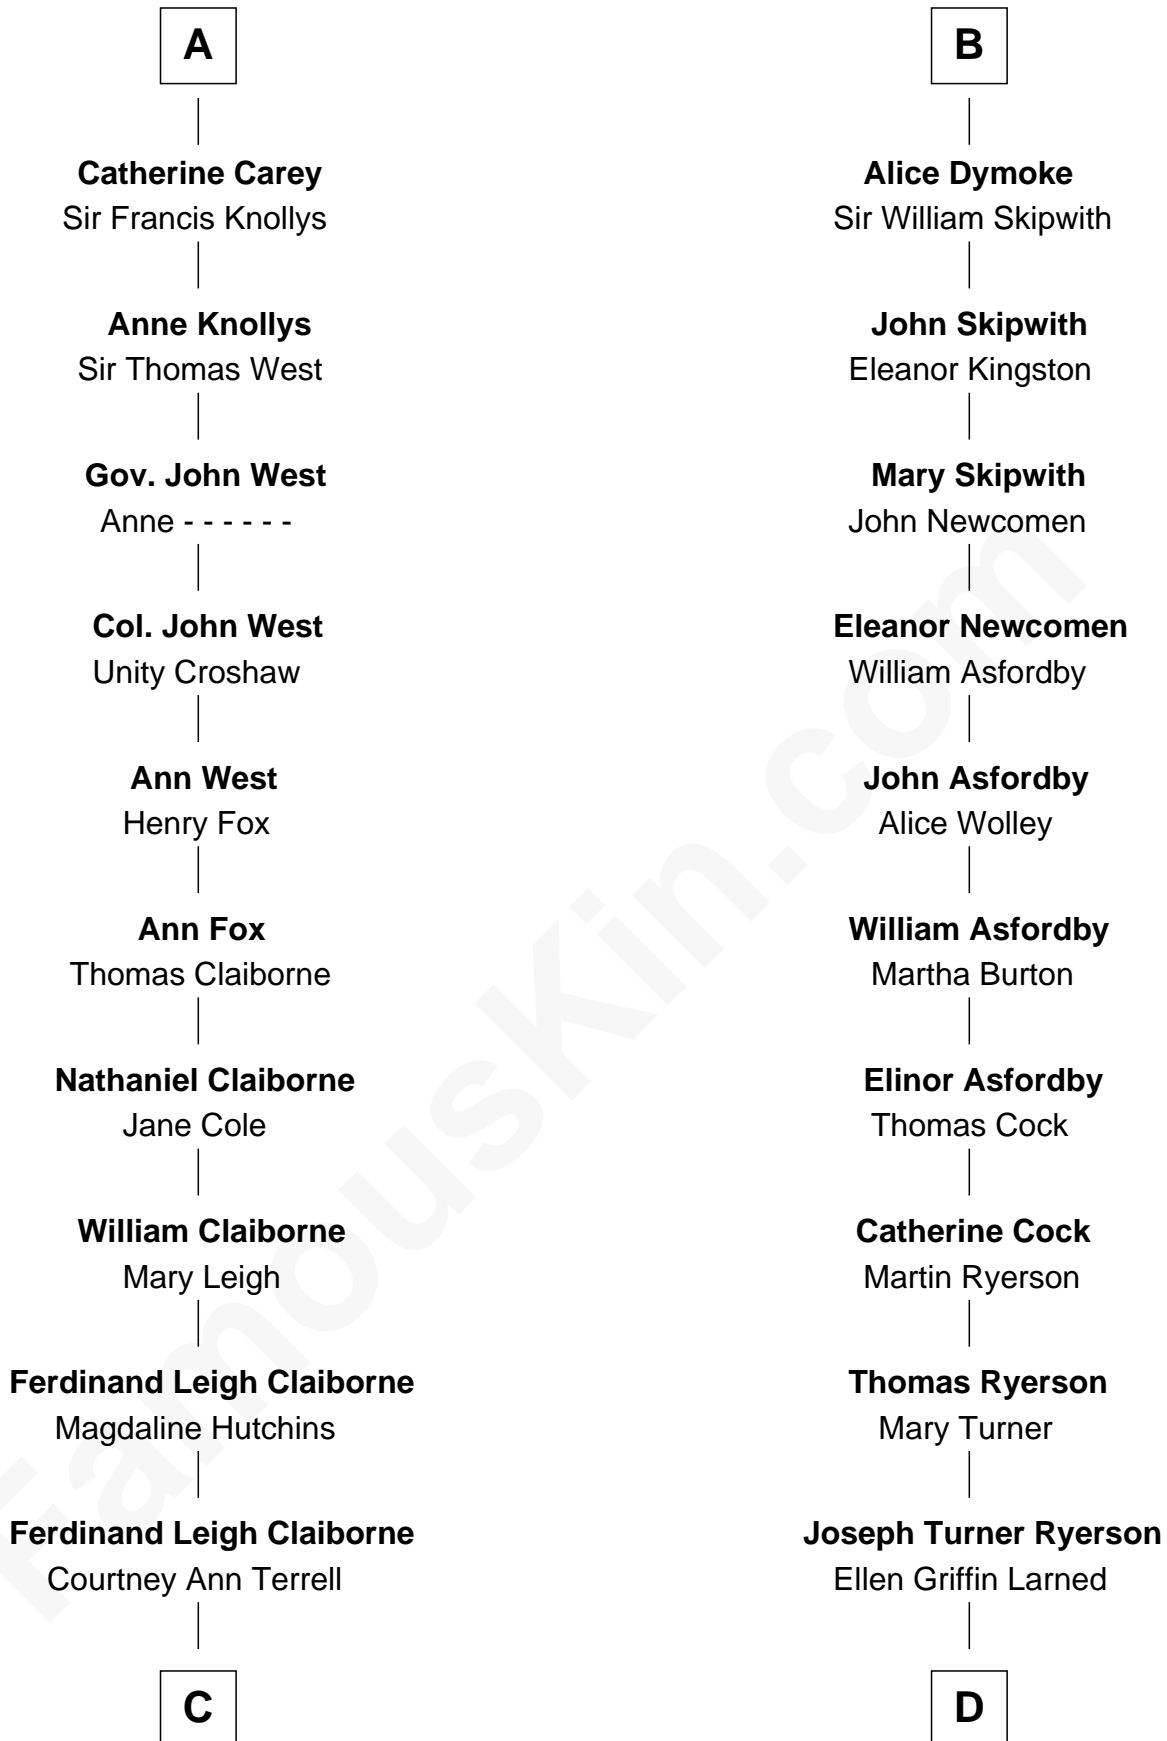 A
Catherine Carey
Sir Francis Knollys
Anne Knollys
Sir Thomas West
Gov. John West
Anne - - - - - -
Col. John West
Unity Croshaw
Ann West
Henry Fox
Ann Fox
Thomas Claiborne
Nathaniel Claiborne
Jane Cole
William Claiborne
Mary Leigh
Ferdinand Leigh Claiborne
Magdaline Hutchins
Ferdinand Leigh Claiborne
Courtney Ann Terrell
C
B
Alice Dymoke
Sir William Skipwith
John Skipwith
Eleanor Kingston
Mary Skipwith
John Newcomen
Eleanor Newcomen
William Asfordby
John Asfordby
Alice Wolley
William Asfordby
Martha Burton
Elinor Asfordby
Thomas Cock
Catherine Cock
Martin Ryerson
Thomas Ryerson
Mary Turner
Joseph Turner Ryerson
Ellen Griffin Larned
D
FamousKin.com